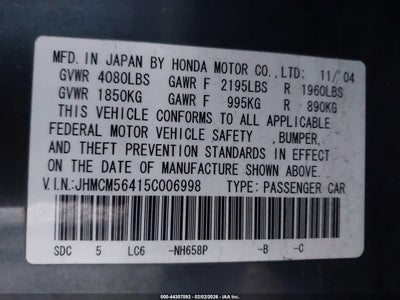 MFD. IN JAPAN BY HONDA MOTOR CO., LTD: 11/'04
GVWR 4080LBS GAWR F 2195LBS R 1960LBS
GVWR 1850KG GAWR F 995KG R 890KG
THIS VEHICLE CONFORMS TO ALL APPLICABLE
FEDERAL MOTOR VEHICLE SAFETY ,BUMPER,
AND THEFT PREVENTION STANDARDS IN EFFECT
ON THE DATE OF MANUFACTURE SHOWN ABOVE.
V.I.N:JHMCM56415C006998 TYPE: PASSENGER CAR
SDC 5 LC6 -NH658P -B -C
000-44307092 - 02/02/2026 - IAA Inc.